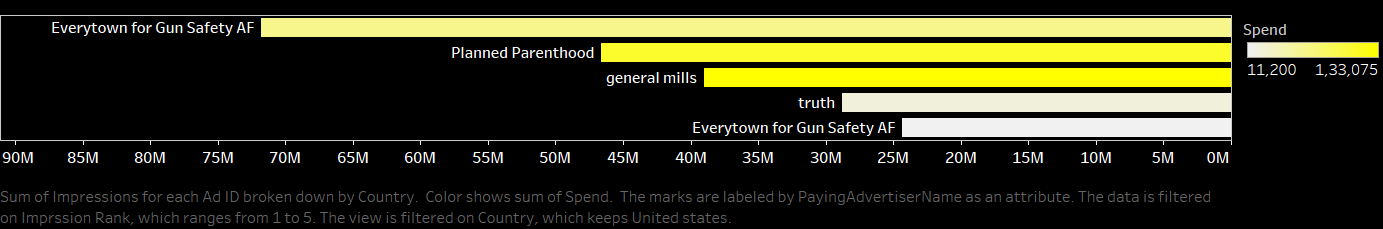 Everytown for Gun Safety AF
Spend
Planned Parenthood
11,200 1,33,075
general mills
truth
Everytown for Gun Safety AF
90M 85M 80M 75M 70M 65M 60M 55M 50M 45M 40M 35M 30M 25M 20M 15M 10M 5M 0M
Sum of Impressions for each Ad ID broken down by Country. Color shows sum of Spend. The marks are labeled by PayingAdvertiserName as an attribute. The data is filtered
on Imprssion Rank, which ranges from 1 to 5. The view is filtered on Country, which keeps United states.